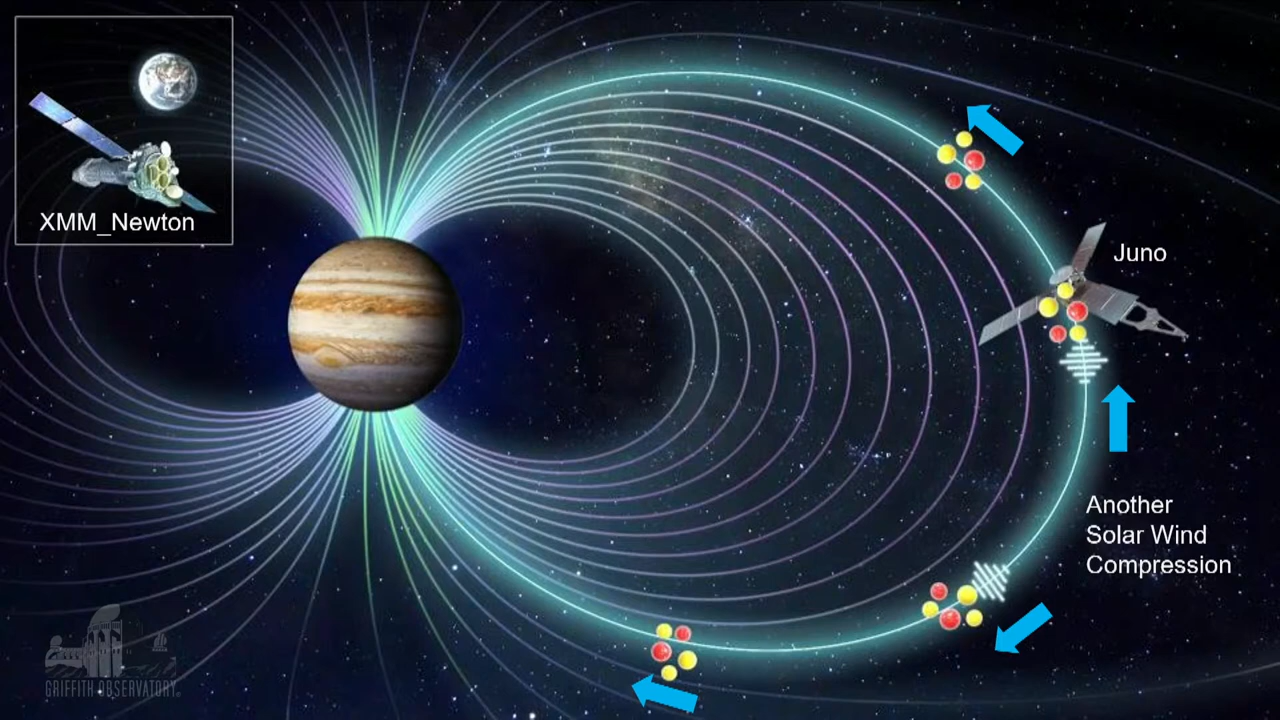 XMM_Newton
Juno
Another
Solar Wind
Compression
GRIFFITH OBSERVATORY